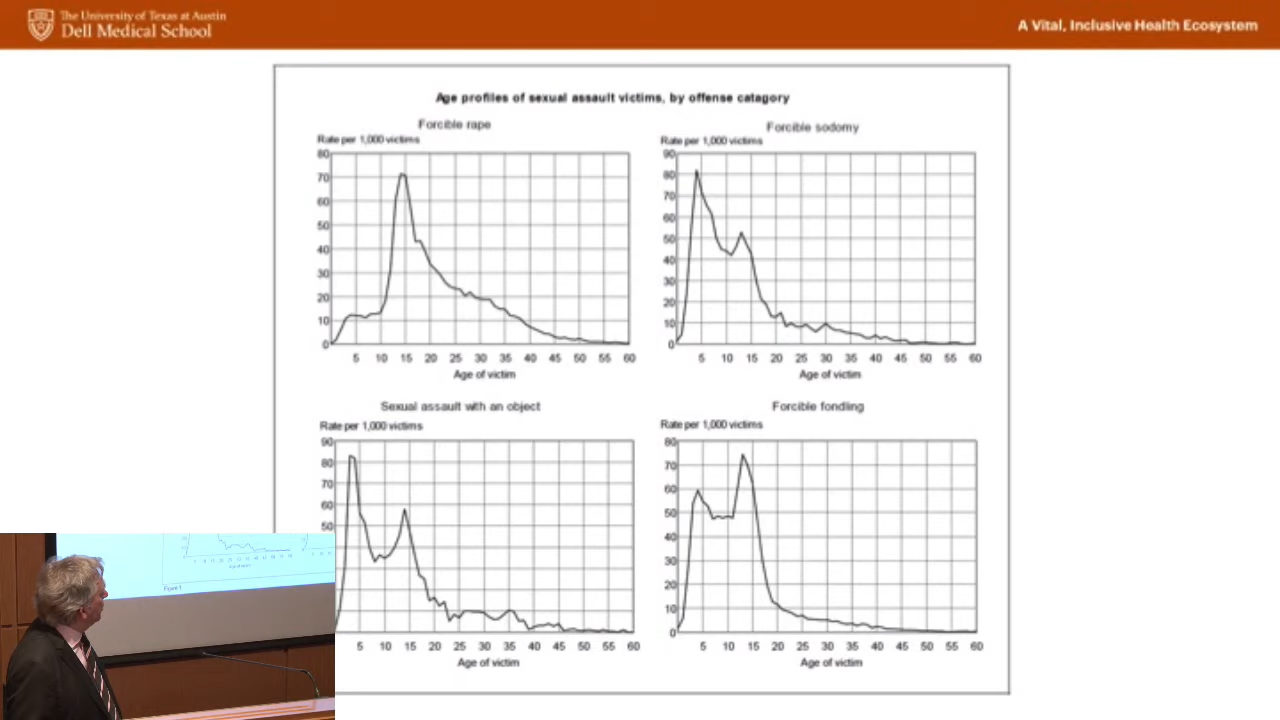 The University of Texas at Austin
Dell Medical School
A Vital, Inclusive Health Ecosystem
Age profiles of sexual assault victims, by offense catagory
Forcible rape
Rate per 1,000 victims
80
70
60
50
40
30
20
10
0
5 10 15 20 25 30 35 40 45 50 55 60
Age of victim
Forcible sodomy
Rate per 1,000 victims
90
80
70
60
50
40
30
20
10
0
5 10 15 20 25 30 35 40 45 50 55 60
Age of victim
Sexual assault with an object
Rate per 1,000 victims
90
80
70
60
50
5 10 15 20 25 30 35 40 45 50 55 60
Age of victim
Forcible fondling
Rate per 1,000 victims
80
70
60
50
40
30
20
10
0
5 10 15 20 25 30 35 40 45 50 55 60
Age of victim
Figure 1